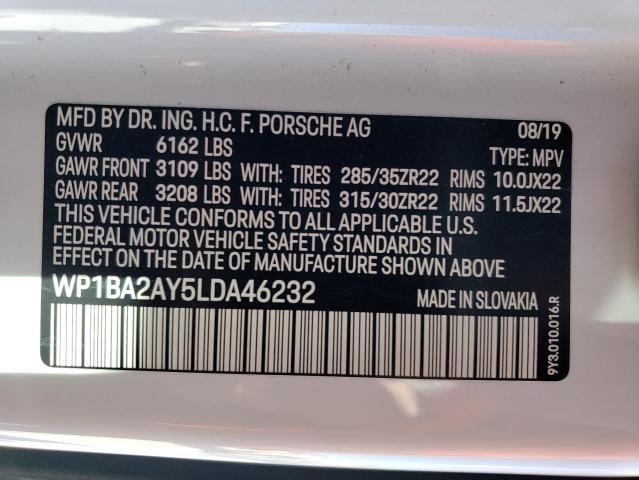 MFD BY DR. ING. H.C. F. PORSCHE AG 08/19
GVWR 6162 LBS TYPE: MPV
GAWR FRONT 3109 LBS WITH: TIRES 285/35ZR22 RIMS 10.0JX22
GAWR REAR 3208 LBS WITH: TIRES 315/30ZR22 RIMS 11.5JX22
THIS VEHICLE CONFORMS TO ALL APPLICABLE U.S.
FEDERAL MOTOR VEHICLE SAFETY STANDARDS IN
EFFECT ON THE DATE OF MANUFACTURE SHOWN ABOVE
WP1BA2AY5LDA46232 MADE IN SLOVAKIA
9Y3.010.016.R